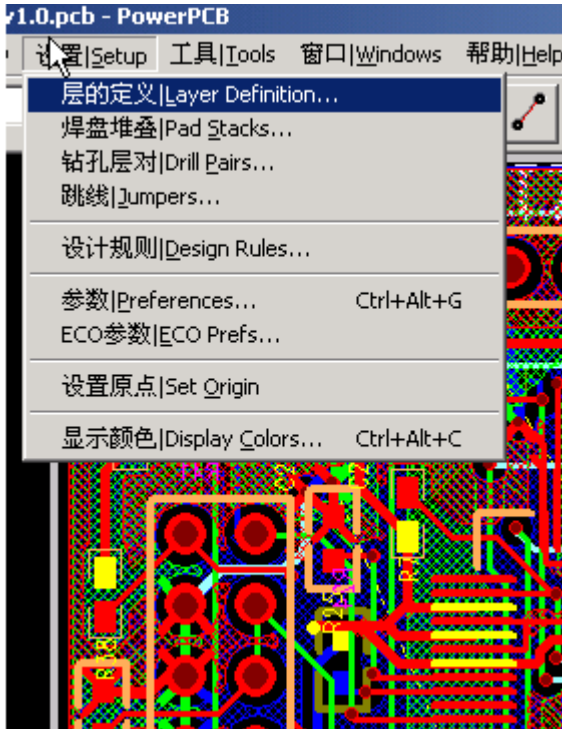 v1.0.pcb - PowerPCB
设置|Setup 工具|Tools 窗口|Windows 帮助|Help
层的定义|Layer Definition...
焊盘堆叠|Pad Stacks...
钻孔层对|Drill Pairs...
跳线|Jumpers...
设计规则|Design Rules...
参数|Preferences... Ctrl+Alt+G
ECO参数|ECO Prefs...
设置原点|Set Origin
显示颜色|Display Colors... Ctrl+Alt+C